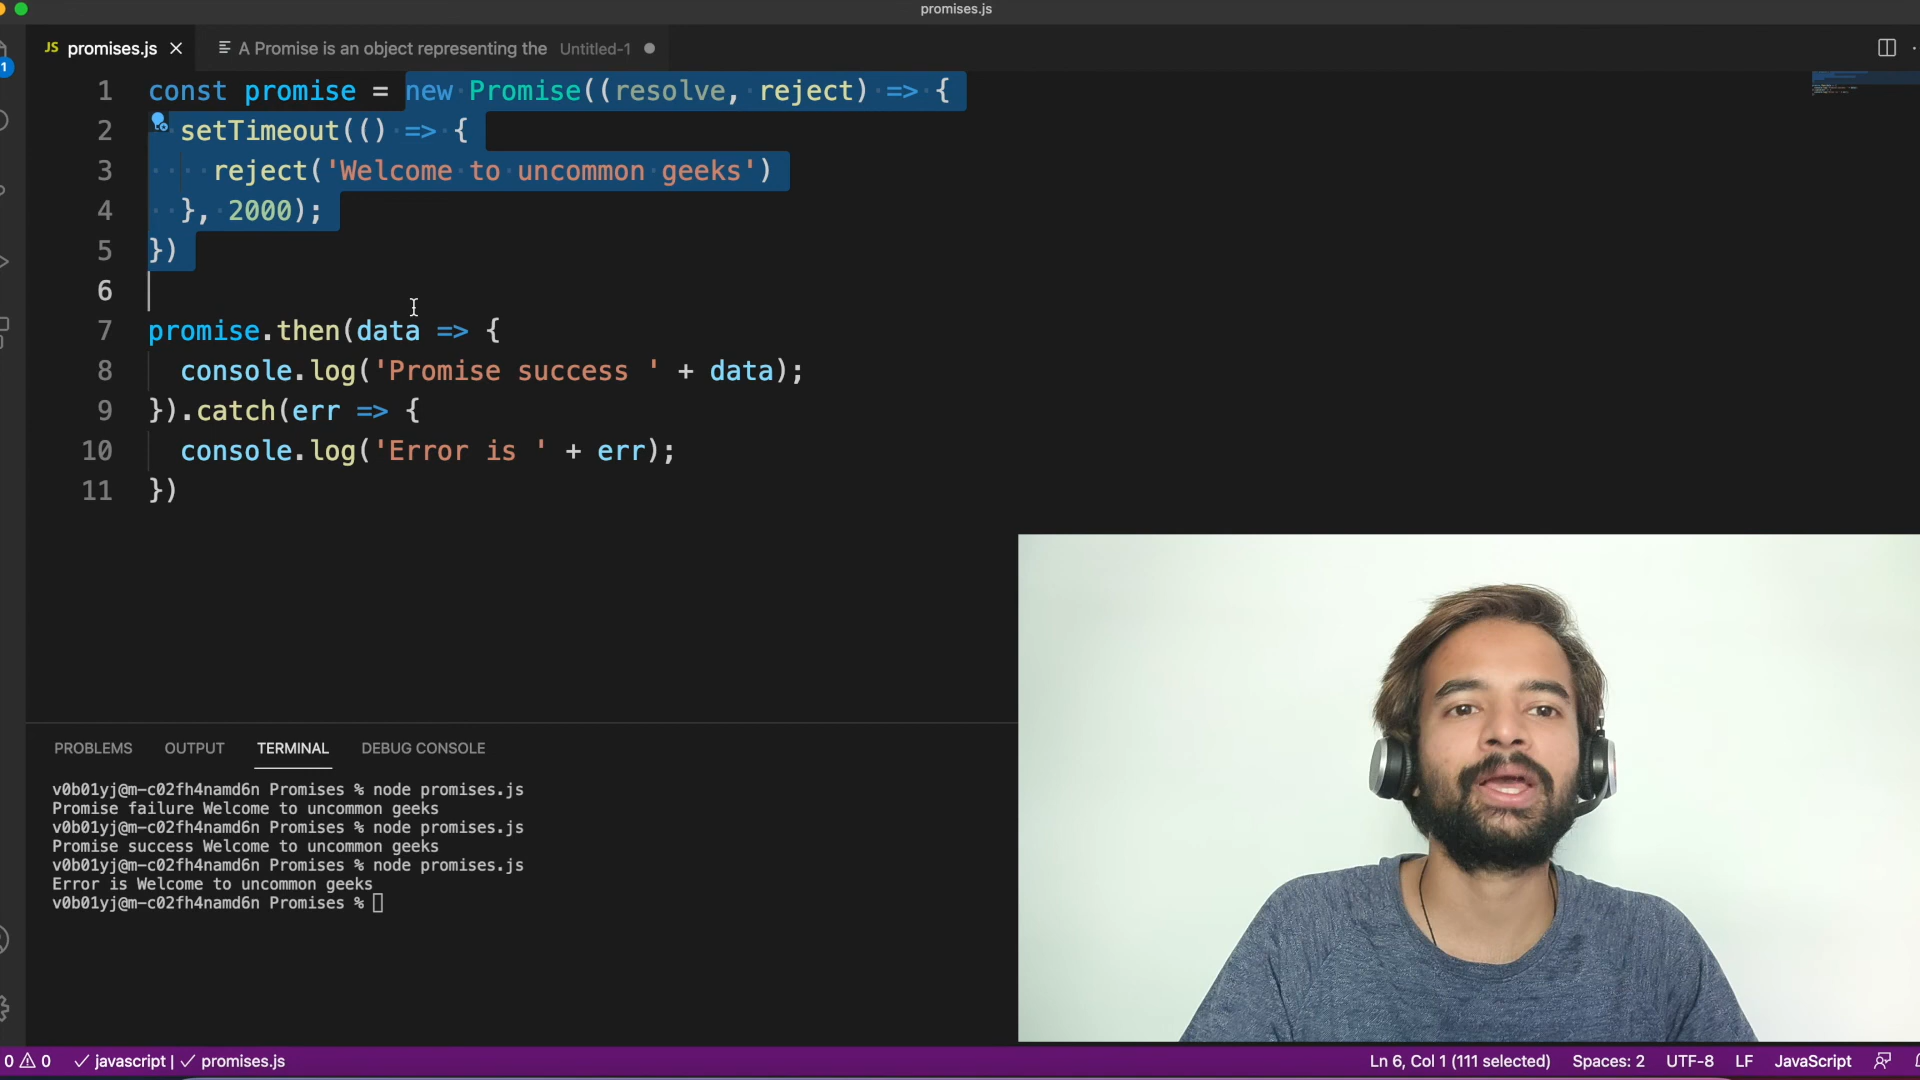 promises.js
JS promises.js × A Promise is an object representing the Untitled-1
1 const promise = new Promise((resolve, reject) => {
2 setTimeout(() => {
3 reject('Welcome to uncommon geeks')
4 }, 2000);
5 })
6
7 promise.then(data => {
8 console.log('Promise success ' + data);
9 }).catch(err => {
10 console.log('Error is ' + err);
11 })
1
PROBLEMS OUTPUT TERMINAL DEBUG CONSOLE
v0b01yj@m-c02fh4namd6n Promises % node promises.js
Promise failure Welcome to uncommon geeks
v0b01yj@m-c02fh4namd6n Promises % node promises.js
Promise success Welcome to uncommon geeks
v0b01yj@m-c02fh4namd6n Promises % node promises.js
Error is Welcome to uncommon geeks
v0b01yj@m-c02fh4namd6n Promises %
0 0 javascript | promises.js Ln 6, Col 1 (111 selected) Spaces: 2 UTF-8 LF JavaScript